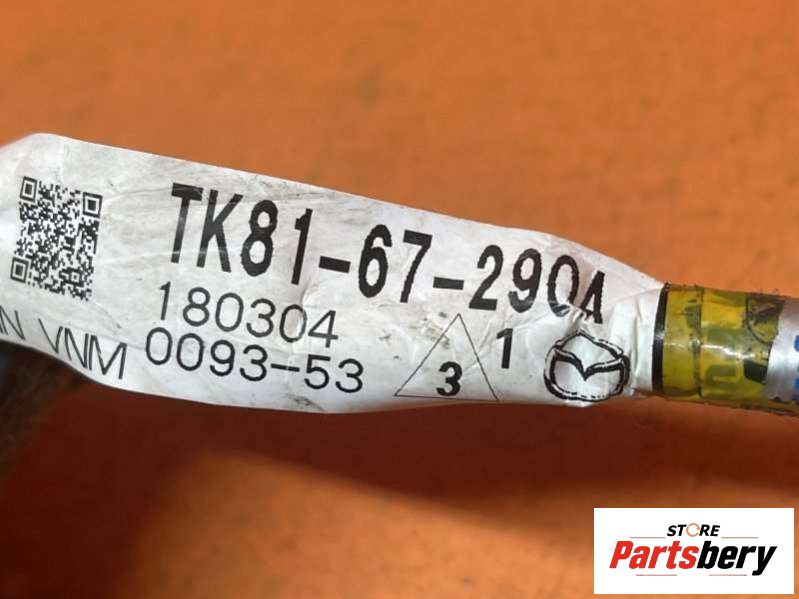 TK81-67-290A
180304
VNM 0093-53
3
1
STORE
Partsbery